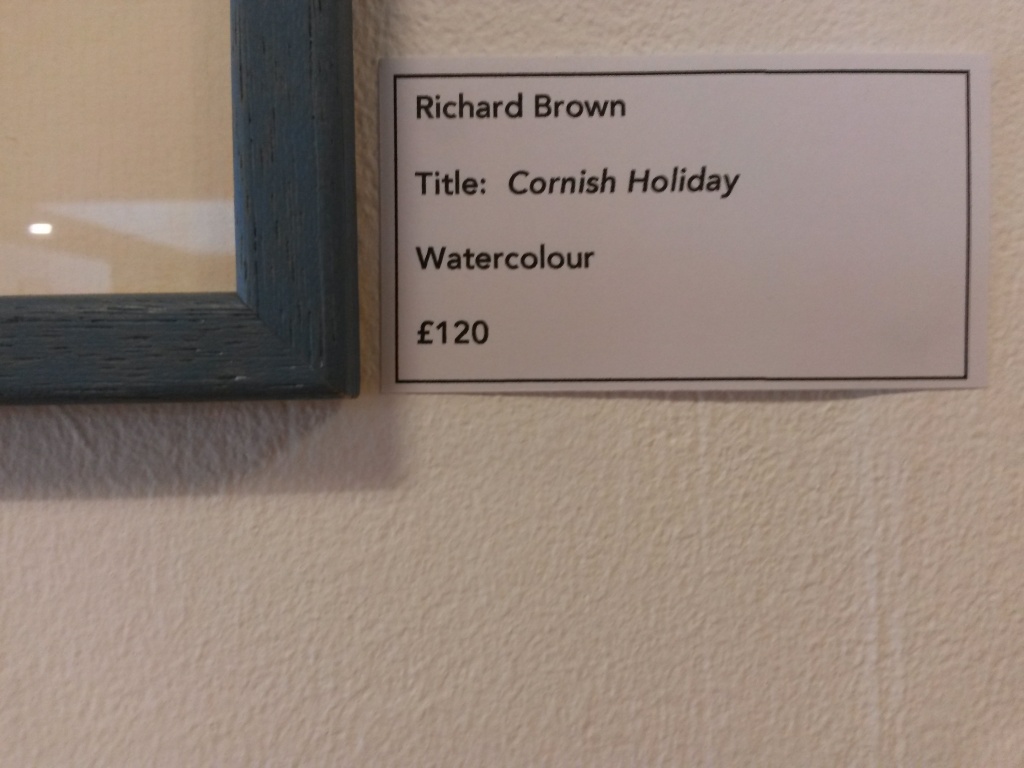 Richard Brown
Title: Cornish Holiday
Watercolour
£120